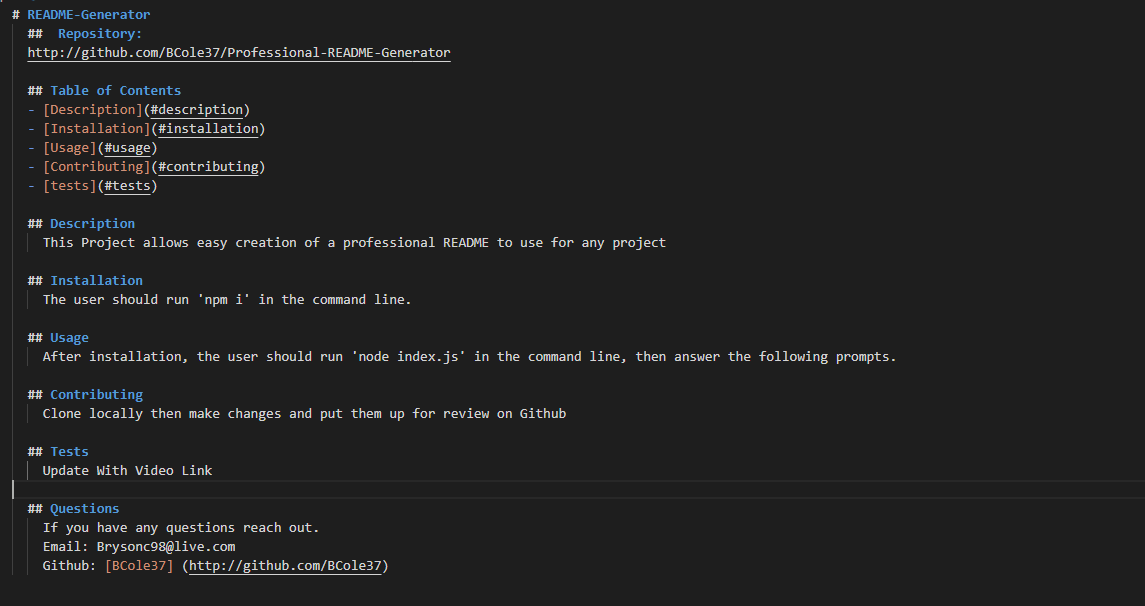 # README-Generator
##  Repository:
http://github.com/BCole37/Professional-README-Generator
## Table of Contents
- [Description](#description)
- [Installation](#installation)
- [Usage](#usage)
- [Contributing](#contributing)
- [tests](#tests)
## Description
This Project allows easy creation of a professional README to use for any project
## Installation
The user should run 'npm i' in the command line.
## Usage
After installation, the user should run 'node index.js' in the command line, then answer the following prompts.
## Contributing
Clone locally then make changes and put them up for review on Github
## Tests
Update With Video Link
## Questions
If you have any questions reach out.
Email: Brysonc98@live.com
Github: [BCole37] (http://github.com/BCole37)